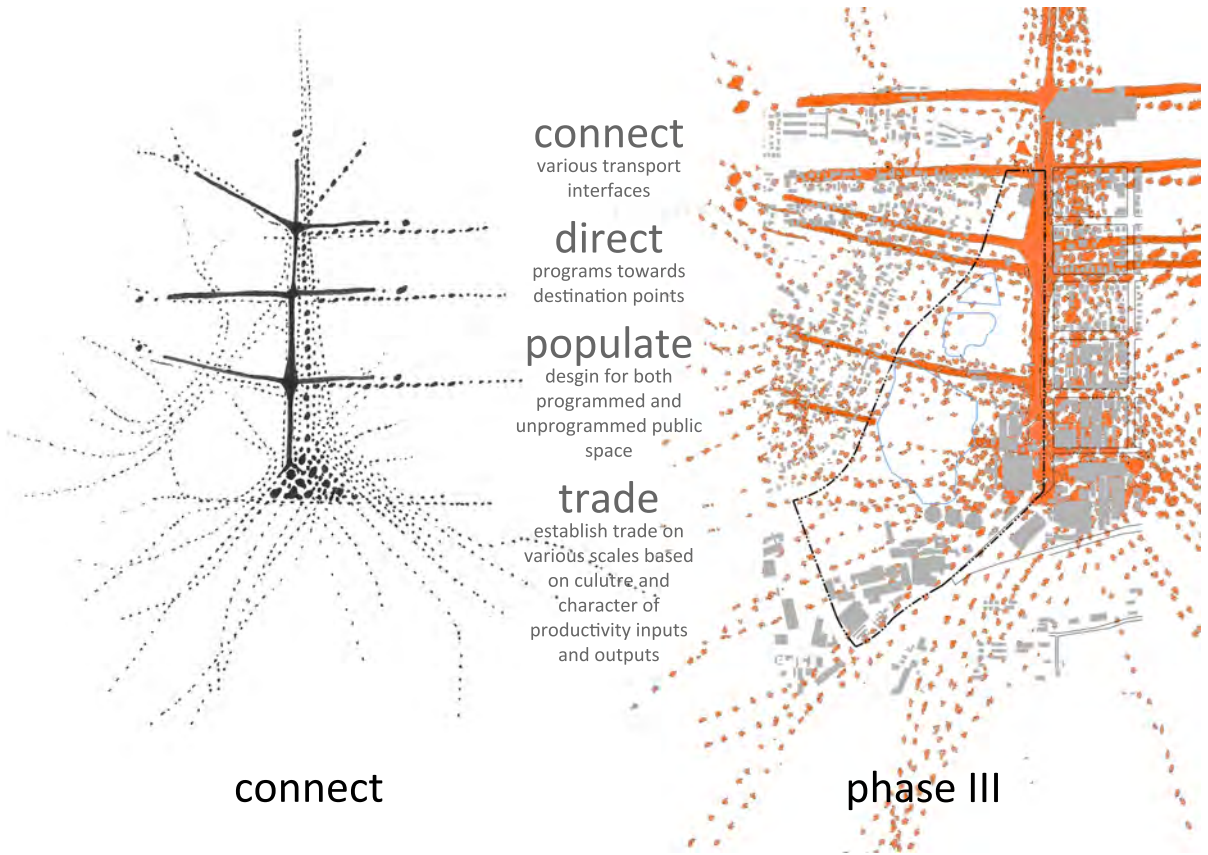 connect
various transport
interfaces
direct
programs towards
destination points
populate
desgin for both
programmed and
unprogrammed public
space
trade
establish trade on
various scales based
on culutre and
character of
productivity inputs
and outputs
connect
phase III